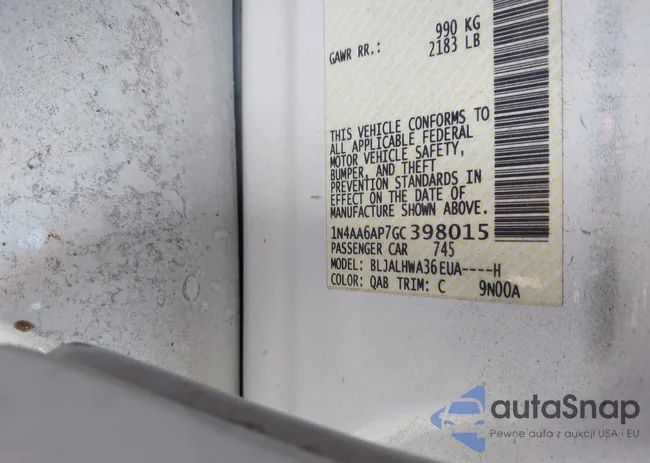 990 KG
GAWR RR.: 2183 LB
THIS VEHICLE CONFORMS TO
ALL APPLICABLE FEDERAL
MOTOR VEHICLE SAFETY,
BUMPER, AND THEFT
PREVENTION STANDARDS IN
EFFECT ON THE DATE OF
MANUFACTURE SHOWN ABOVE.
1N4AA6AP7GC398015
PASSENGER CAR 745
MODEL: BLJALHWA36EUA----H
COLOR: QAB TRIM: C 9N00A
autaSnap
Pewne auta z aukcji USA i EU